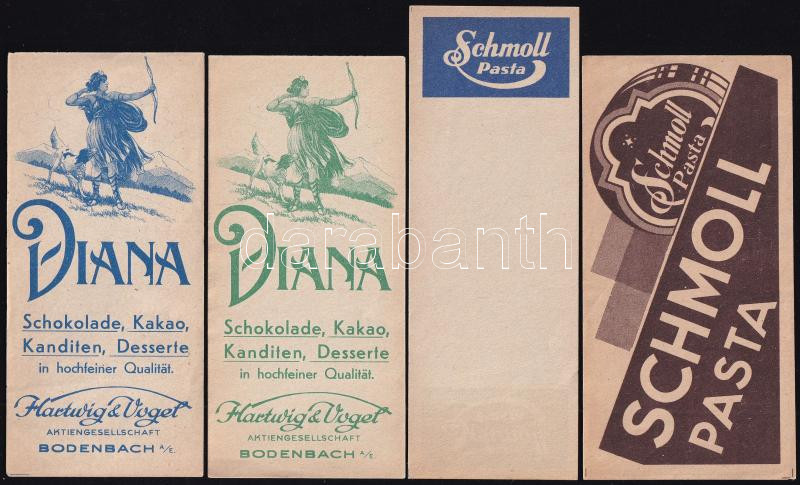 DIANA
Schokolade, Kakao,
Kanditen, Desserte
in hochfeiner Qualität.
Hartwig & Vogel
AKTIENGESELLSCHAFT
BODENBACH A/E.
DIANA
Schokolade, Kakao,
Kanditen, Desserte
in hochfeiner Qualität.
Hartwig & Vogel
AKTIENGESELLSCHAFT
BODENBACH A/E.
Schmoll
Pasta
Schmoll
Pasta
SCHMOLL
PASTA
darabanth